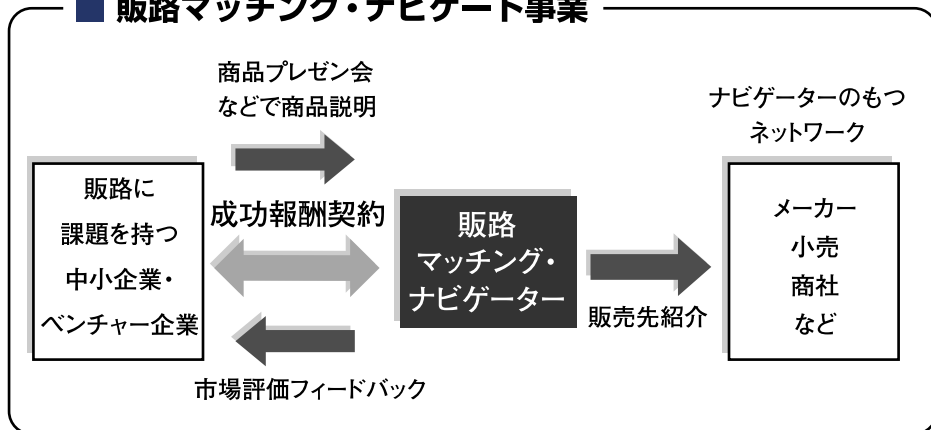 販路マッチング・ナビゲート事業
商品プレゼン会
などで商品説明
ナビゲーターのもつ
ネットワーク
販路に
課題を持つ
中小企業・
ベンチャー企業
成功報酬契約
販路
マッチング・
ナビゲーター
メーカー
小売
商社
など
販売先紹介
市場評価フィードバック